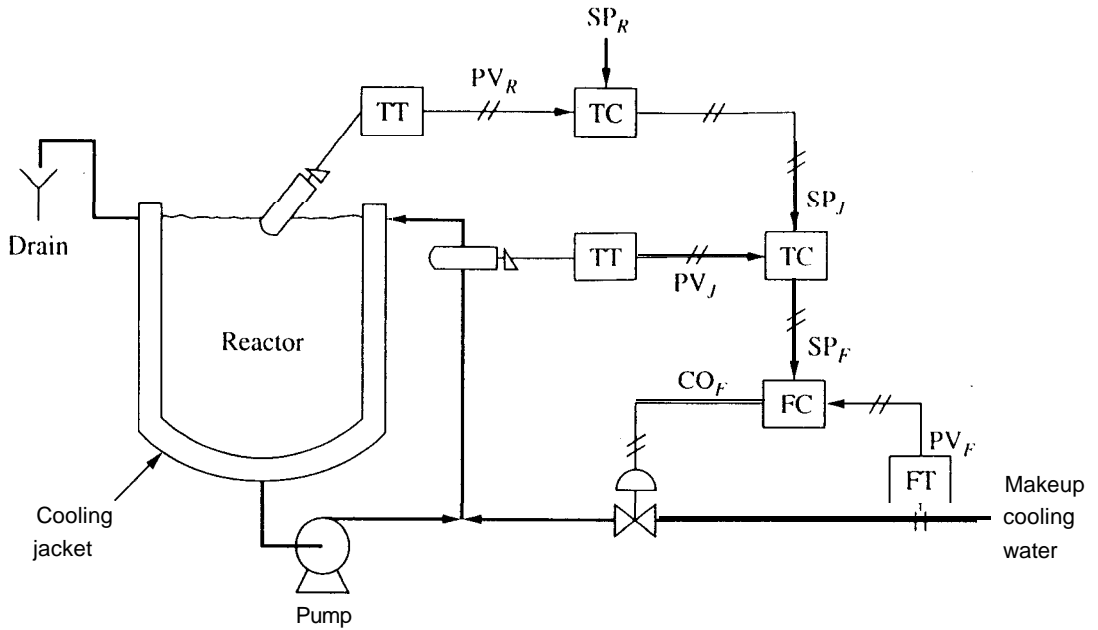 SP_R
PV_R
TT
TC
SP_J
Drain
TT
PV_J
TC
Reactor
SP_F
CO_F
FC
PV_F
FT
Makeup
cooling
water
Cooling
jacket
Pump